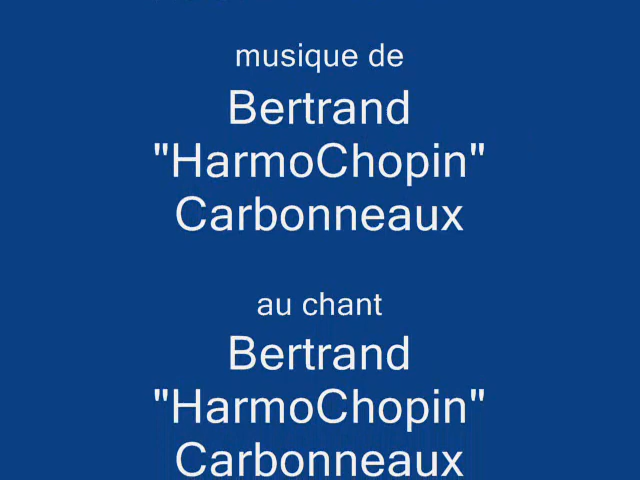 musique de
Bertrand
"HarmoChopin"
Carbonneaux
au chant
Bertrand
"HarmoChopin"
Carbonneaux